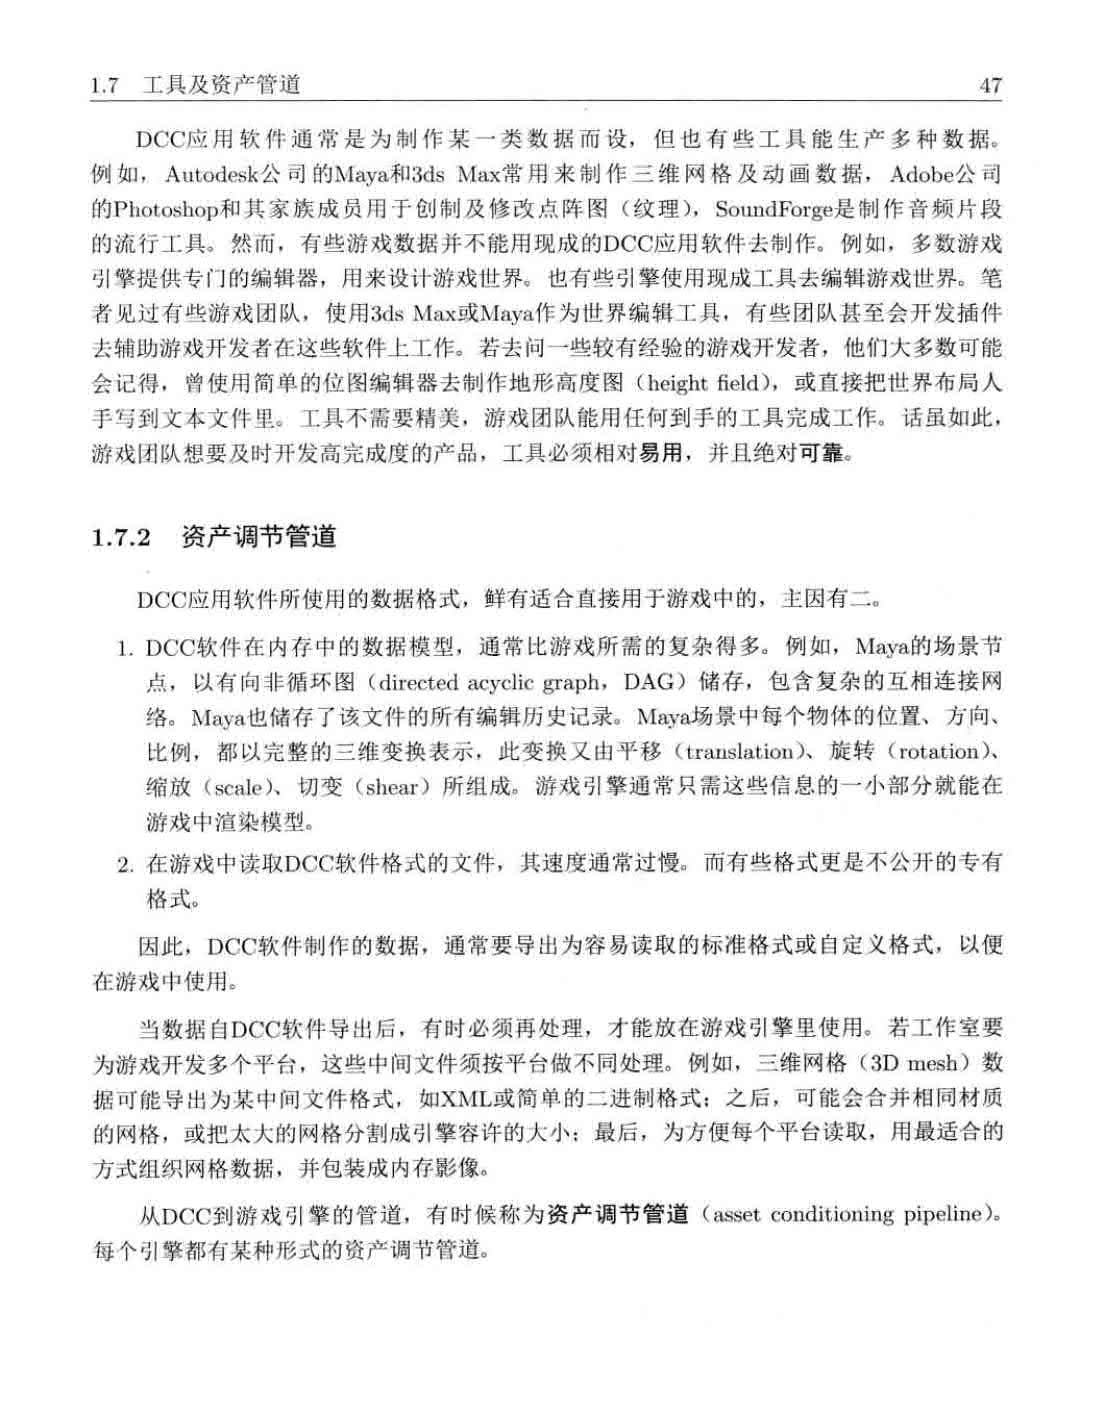 1.7 工具及资产管道 47
DCC应用软件通常是为制作某一类数据而设，但也有些工具能生产多种数据。
例如，Autodesk公司的Maya和3ds Max常用来制作三维网格及动画数据，Adobe公司
的Photoshop和其家族成员用于创制及修改点阵图（纹理），SoundForge是制作音频片段
的流行工具。然而，有些游戏数据并不能用现成的DCC应用软件去制作。例如，多数游戏
引擎提供专门的编辑器，用来设计游戏世界。也有些引擎使用现成工具去编辑游戏世界。笔
者见过有些游戏团队，使用3ds Max或Maya作为世界编辑工具，有些团队甚至会开发插件
去辅助游戏开发者在这些软件上工作。若去问一些较有经验的游戏开发者，他们大多数可能
会记得，曾使用简单的位图编辑器去制作地形高度图（height field），或直接把世界布局人
手写到文本文件里。工具不需要精美，游戏团队能用任何到手的工具完成工作。话虽如此，
游戏团队想要及时开发高完成度的产品，工具必须相对易用，并且绝对可靠。
1.7.2 资产调节管道
DCC应用软件所使用的数据格式，鲜有适合直接用于游戏中的，主因有二。
1. DCC软件在内存中的数据模型，通常比游戏所需的复杂得多。例如，Maya的场景节
点，以有向非循环图（directed acyclic graph，DAG）储存，包含复杂的互相连接网
络。Maya也储存了该文件的所有编辑历史记录。Maya场景中每个物体的位置、方向、
比例，都以完整的三维变换表示，此变换又由平移（translation）、旋转（rotation）、
缩放（scale）、切变（shear）所组成。游戏引擎通常只需这些信息的一小部分就能在
游戏中渲染模型。
2. 在游戏中读取DCC软件格式的文件，其速度通常过慢。而有些格式更是不公开的专有
格式。
因此，DCC软件制作的数据，通常要导出为容易读取的标准格式或自定义格式，以便
在游戏中使用。
当数据自DCC软件导出后，有时必须再处理，才能放在游戏引擎里使用。若工作室要
为游戏开发多个平台，这些中间文件须按平台做不同处理。例如，三维网格（3D mesh）数
据可能导出为某中间文件格式，如XML或简单的二进制格式；之后，可能会合并相同材质
的网格，或把太大的网格分割成引擎容许的大小；最后，为方便每个平台读取，用最适合的
方式组织网格数据，并包装成内存影像。
从DCC到游戏引擎的管道，有时候称为资产调节管道（asset conditioning pipeline）。
每个引擎都有某种形式的资产调节管道。